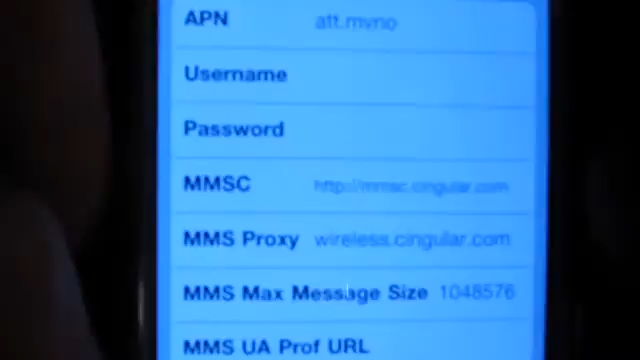 APN att.mvno
Username
Password
MMSC http://mmsc.cingular.com
MMS Proxy wireless.cingular.com
MMS Max Message Size 1048576
MMS UA Prof URL